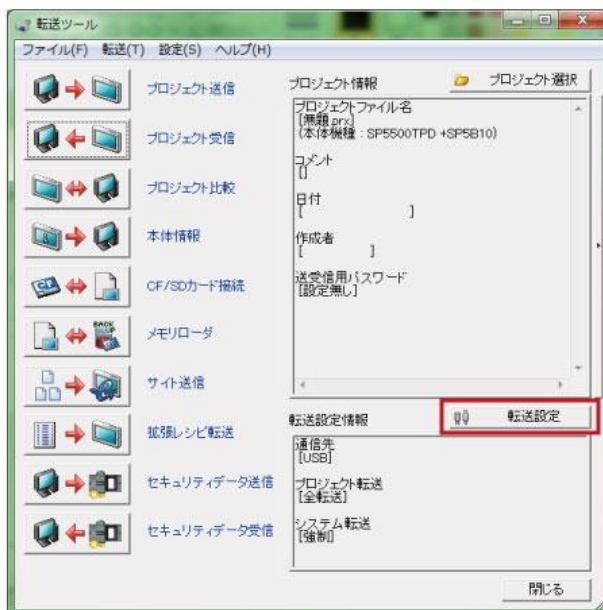 転送ツール
ファイル(F) 転送(T) 設定(S) ヘルプ(H)
プロジェクト送信
プロジェクト受信
プロジェクト比較
本体情報
CF/SDカード接続
メモリローダ
サイト送信
拡張レシピ転送
セキュリティデータ送信
セキュリティデータ受信
プロジェクト情報
プロジェクト選択
プロジェクトファイル名
[無題.prx]
(本体機種 : SP5500TPD +SP5B10)
コメント
[]
日付
[ ]
作成者
[ ]
送受信用パスワード
[設定無し]
転送設定情報
転送設定
通信先
[USB]
プロジェクト転送
[全転送]
システム転送
[強制]
閉じる